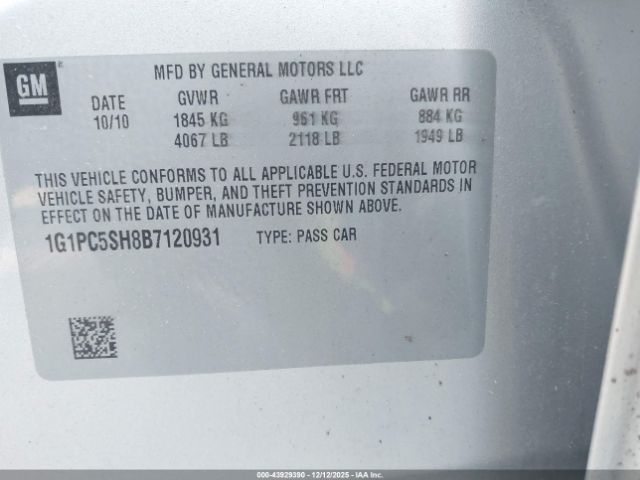 GM
MFD BY GENERAL MOTORS LLC
DATE GVWR GAWR FRT GAWR RR
10/10 1845 KG 961 KG 884 KG
4067 LB 2118 LB 1949 LB
THIS VEHICLE CONFORMS TO ALL APPLICABLE U.S. FEDERAL MOTOR
VEHICLE SAFETY, BUMPER, AND THEFT PREVENTION STANDARDS IN
EFFECT ON THE DATE OF MANUFACTURE SHOWN ABOVE.
1G1PC5SH8B7120931 TYPE: PASS CAR
000-43929390 - 12/12/2025 - IAA.